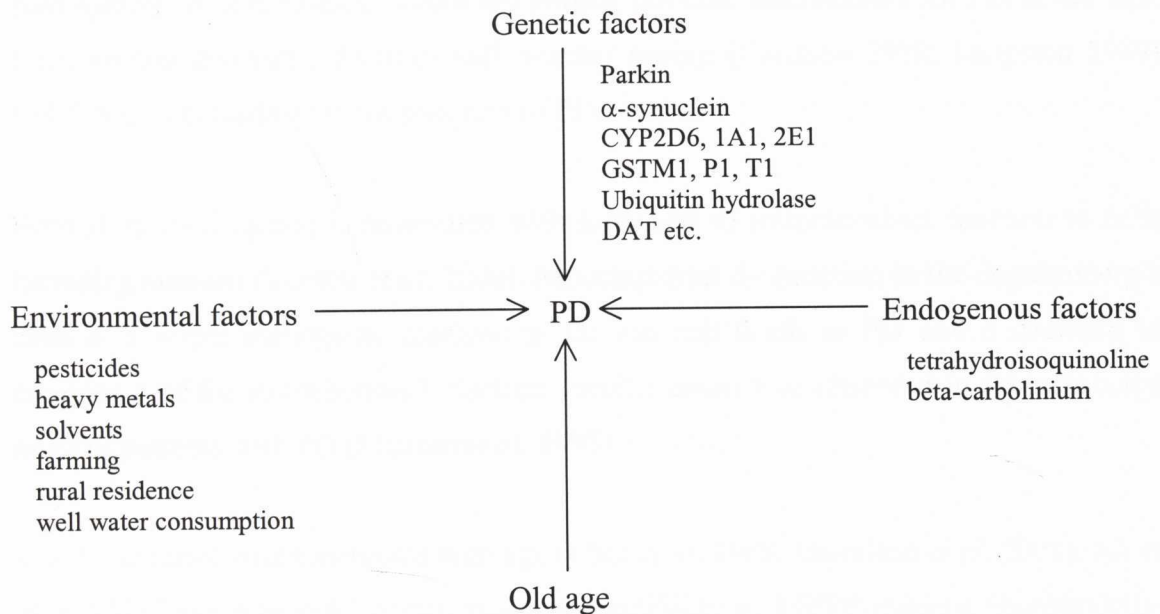 Genetic factors
Parkin
α-synuclein
CYP2D6, 1A1, 2E1
GSTM1, P1, T1
Ubiquitin hydrolase
DAT etc.
Environmental factors
PD
Endogenous factors
pesticides
heavy metals
solvents
farming
rural residence
well water consumption
tetrahydroisoquinoline
beta-carbolinium
Old age